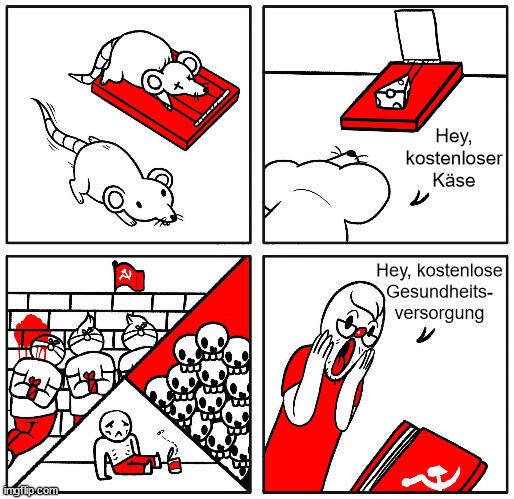 Hey,
kostenloser
Käse
Hey, kostenlose
Gesundheits-
versorgung
imgflip.com